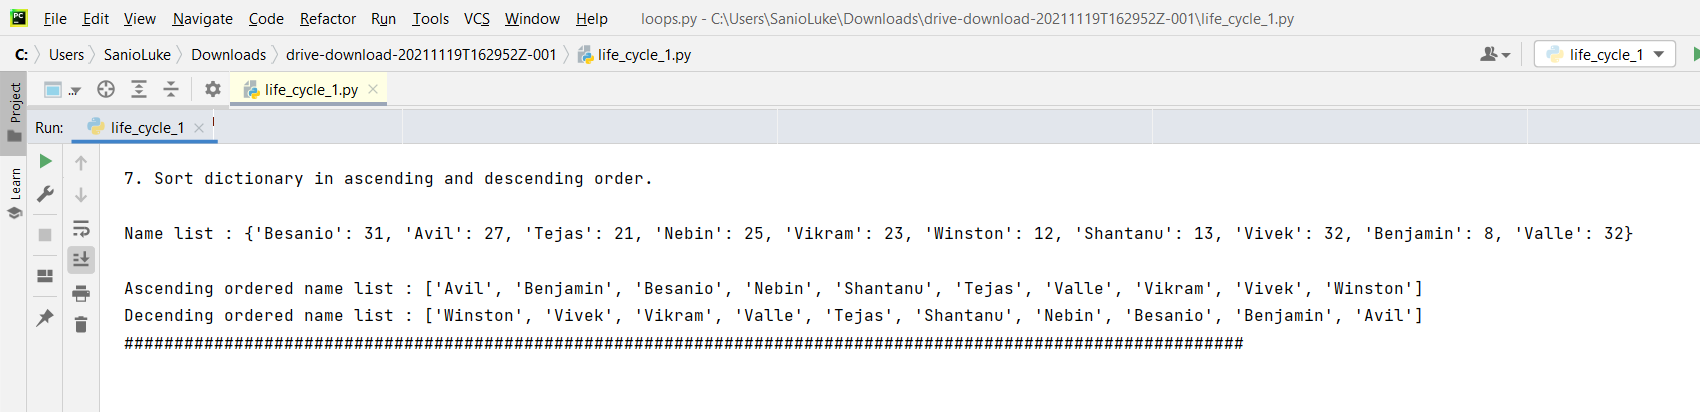 File Edit View Navigate Code Refactor Run Tools VCS Window Help loops.py - C:\Users\SanioLuke\Downloads\drive-download-20211119T162952Z-001\life_cycle_1.py
C: Users SanioLuke Downloads drive-download-20211119T162952Z-001 life_cycle_1.py life_cycle_1
Project
.. life_cycle_1.py
Run: life_cycle_1
Learn
7. Sort dictionary in ascending and descending order.
Name list : {'Besanio': 31, 'Avil': 27, 'Tejas': 21, 'Nebin': 25, 'Vikram': 23, 'Winston': 12, 'Shantanu': 13, 'Vivek': 32, 'Benjamin': 8, 'Valle': 32}
Ascending ordered name list : ['Avil', 'Benjamin', 'Besanio', 'Nebin', 'Shantanu', 'Tejas', 'Valle', 'Vikram', 'Vivek', 'Winston']
Decending ordered name list : ['Winston', 'Vivek', 'Vikram', 'Valle', 'Tejas', 'Shantanu', 'Nebin', 'Besanio', 'Benjamin', 'Avil']
################################################################################################################